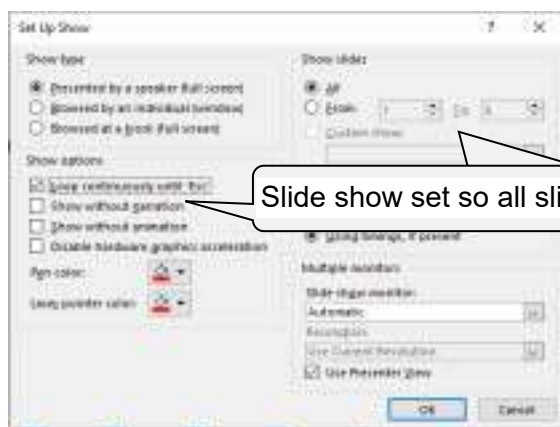 Set Up Show
? X
Show type
Presented by a speaker (full screen)
Browsed by an individual (window)
Browsed at a kiosk (full screen)
Show options
Loop continuously until 'Esc'
Show without narration
Show without animation
Disable hardware graphics acceleration
Pen color:
Laser pointer color:
Show slides
All
From: 1 To:
Custom show:
Slide show set so all sli
Using timings, if present
Multiple monitors
Slide show monitor:
Automatic
Resolution:
Use Current Resolution
Use Presenter View
OK Cancel